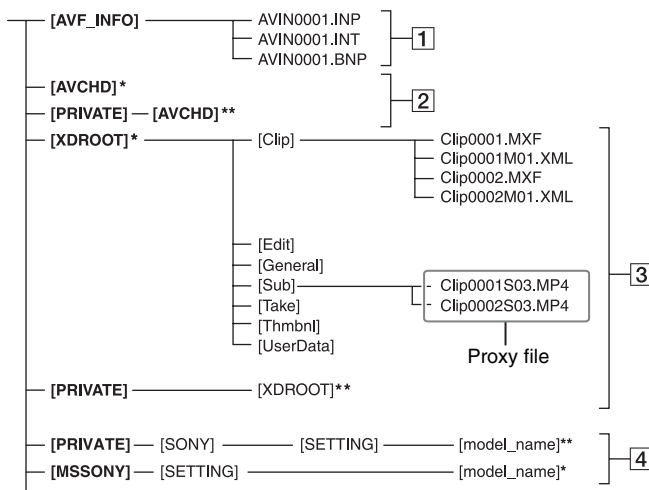 [AVF_INFO] AVIN0001.INP
AVIN0001.INT
AVIN0001.BNP
1
[AVCHD]*
2
[PRIVATE] [AVCHD]**
[XDROOT]* [Clip] Clip0001.MXF
Clip0001M01.XML
Clip0002.MXF
Clip0002M01.XML
[Edit]
[General]
[Sub] Clip0001S03.MP4
3
[Take] Clip0002S03.MP4
[Thmbnl]
[UserData]
Proxy file
[PRIVATE] [XDROOT]**
[PRIVATE] [SONY] [SETTING] [model_name]**
4
[MSSONY] [SETTING] [model_name]*